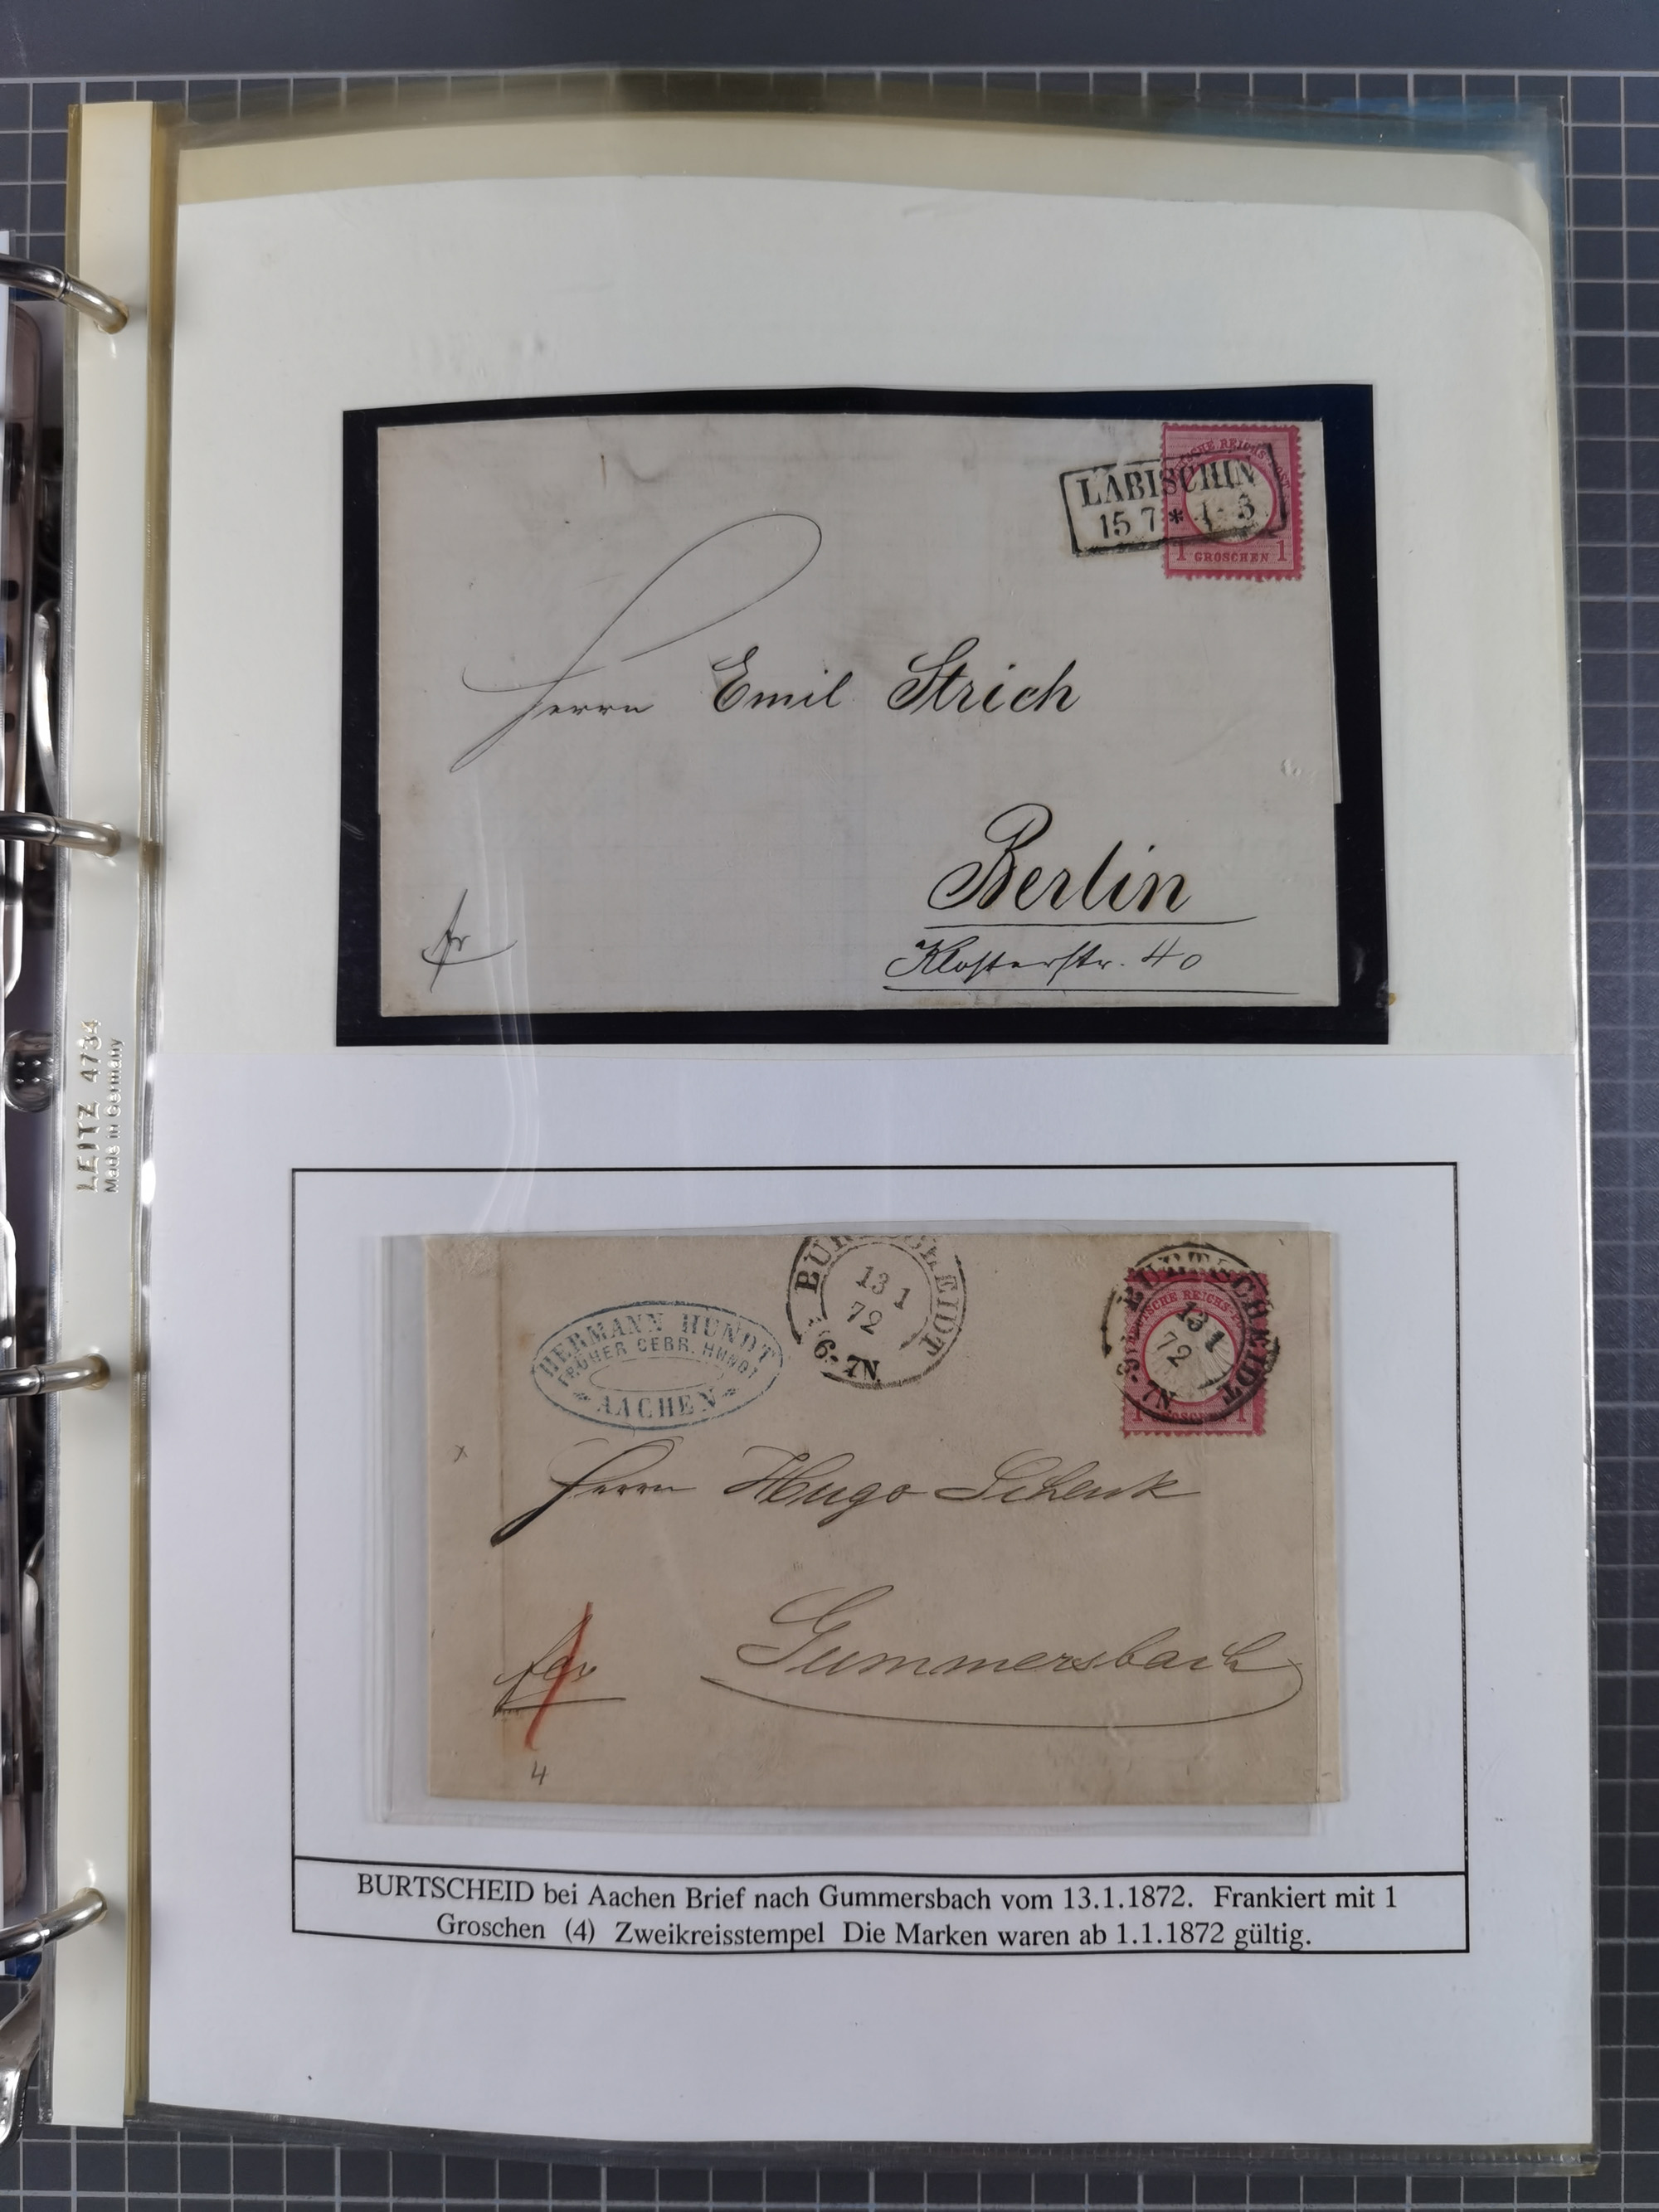 DEUTSCHE REICHS-POST
LABISCHIN
15 7 * 4-
1 GROSCHEN 1
Herrn Emil Strich
Berlin
fr
Klosterstr. 40
LEITZ 4734
Made in Germany
BURTSCHEIDT
13 1
72
6-7N.
BURTSCHEIDT
13 1
72
7N.
HERMANN HUNDT
FRÜHER GEBR. HUNDT
AACHEN
Herrn Hugo Schenk
Gummersbach
4
BURTSCHEID bei Aachen Brief nach Gummersbach vom 13.1.1872. Frankiert mit 1
Groschen (4) Zweikreisstempel Die Marken waren ab 1.1.1872 gültig.